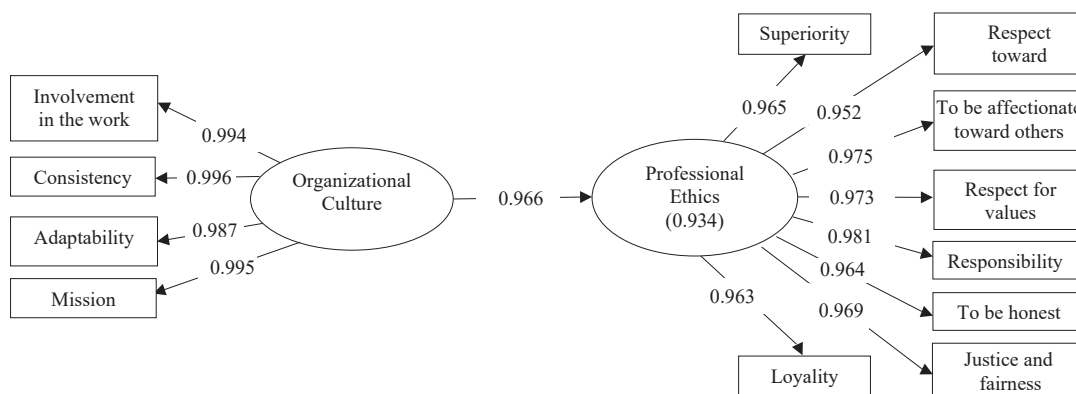 Involvement
in the work
Consistency
Adaptability
Mission
0.994
0.996
0.987
0.995
Organizational
Culture
0.966
Professional
Ethics
(0.934)
Superiority
0.965
0.952
0.975
0.973
0.981
0.964
0.969
0.963
Respect
toward
To be affectionate
toward others
Respect for
values
Responsibility
To be honest
Justice and
fairness
Loyality